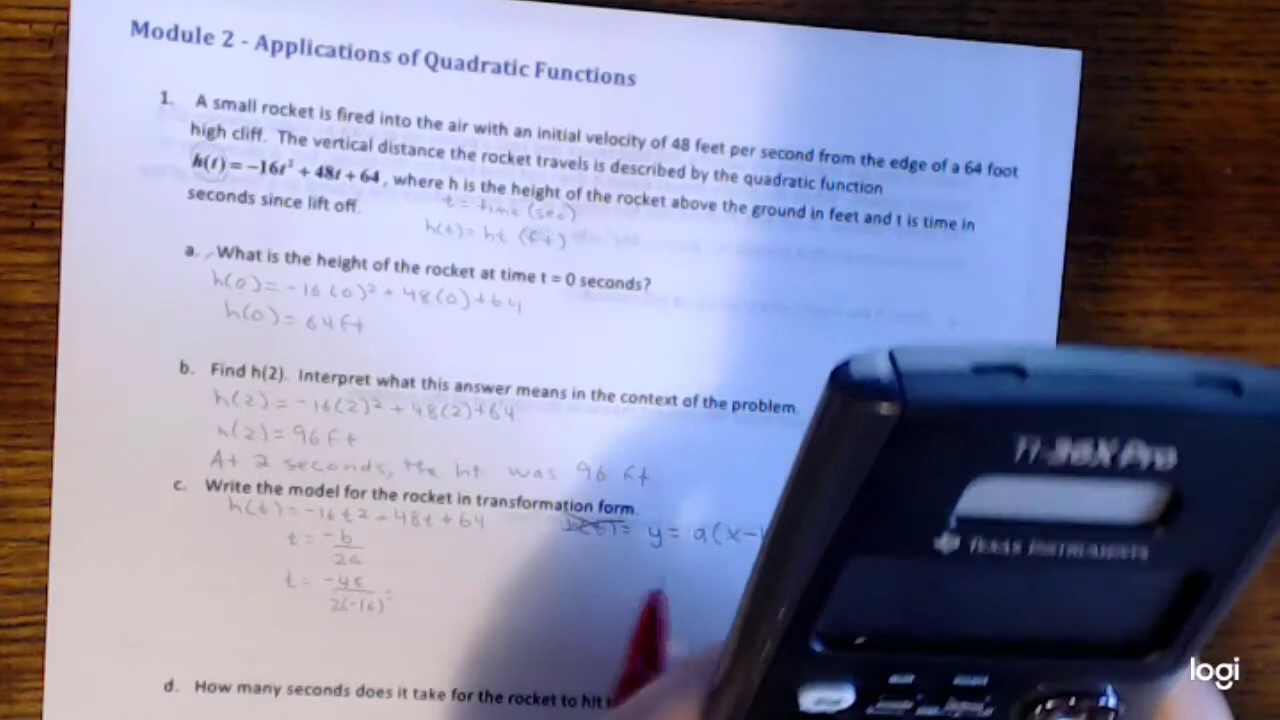 Module 2 - Applications of Quadratic Functions
1. A small rocket is fired into the air with an initial velocity of 48 feet per second from the edge of a 64 foot
high cliff. The vertical distance the rocket travels is described by the quadratic function
h(t) = −16t² + 48t + 64, where h is the height of the rocket above the ground in feet and t is time in
seconds since lift off.
t = time (sec)
h(t) = ht (ft)
a. What is the height of the rocket at time t = 0 seconds?
h(0) = -16(0)² + 48(0) + 64
h(0) = 64 ft
b. Find h(2). Interpret what this answer means in the context of the problem.
h(2) = -16(2)² + 48(2) + 64
h(2) = 96 ft
At 2 seconds, the ht was 96 ft
c. Write the model for the rocket in transformation form.
h(t) = -16t² + 48t + 64
y = a(x-
t = -b/2a
t = -48/2(-16) =
d. How many seconds does it take for the rocket to hit
TI-36X Pro
TEXAS INSTRUMENTS
logi